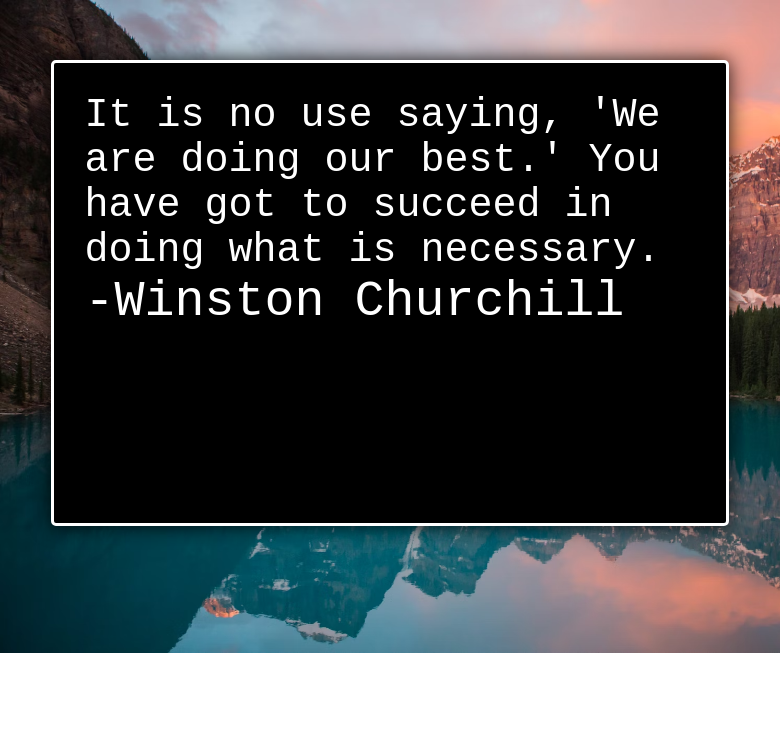 It is no use saying, 'We
are doing our best.' You
have got to succeed in
doing what is necessary.
-Winston Churchill